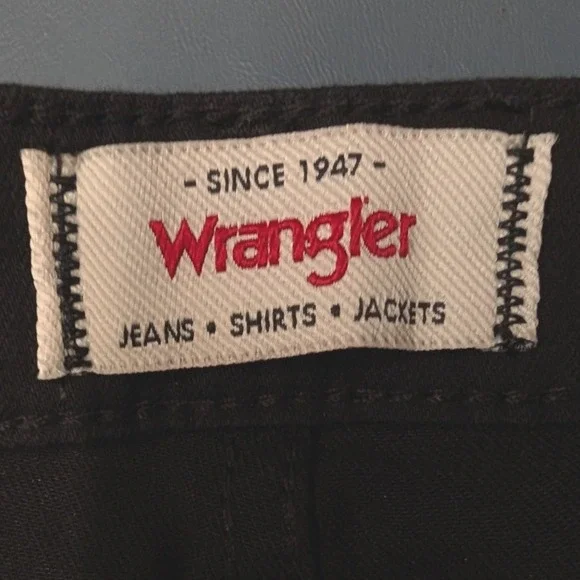 - SINCE 1947 -
Wrangler
JEANS • SHIRTS • JACKETS